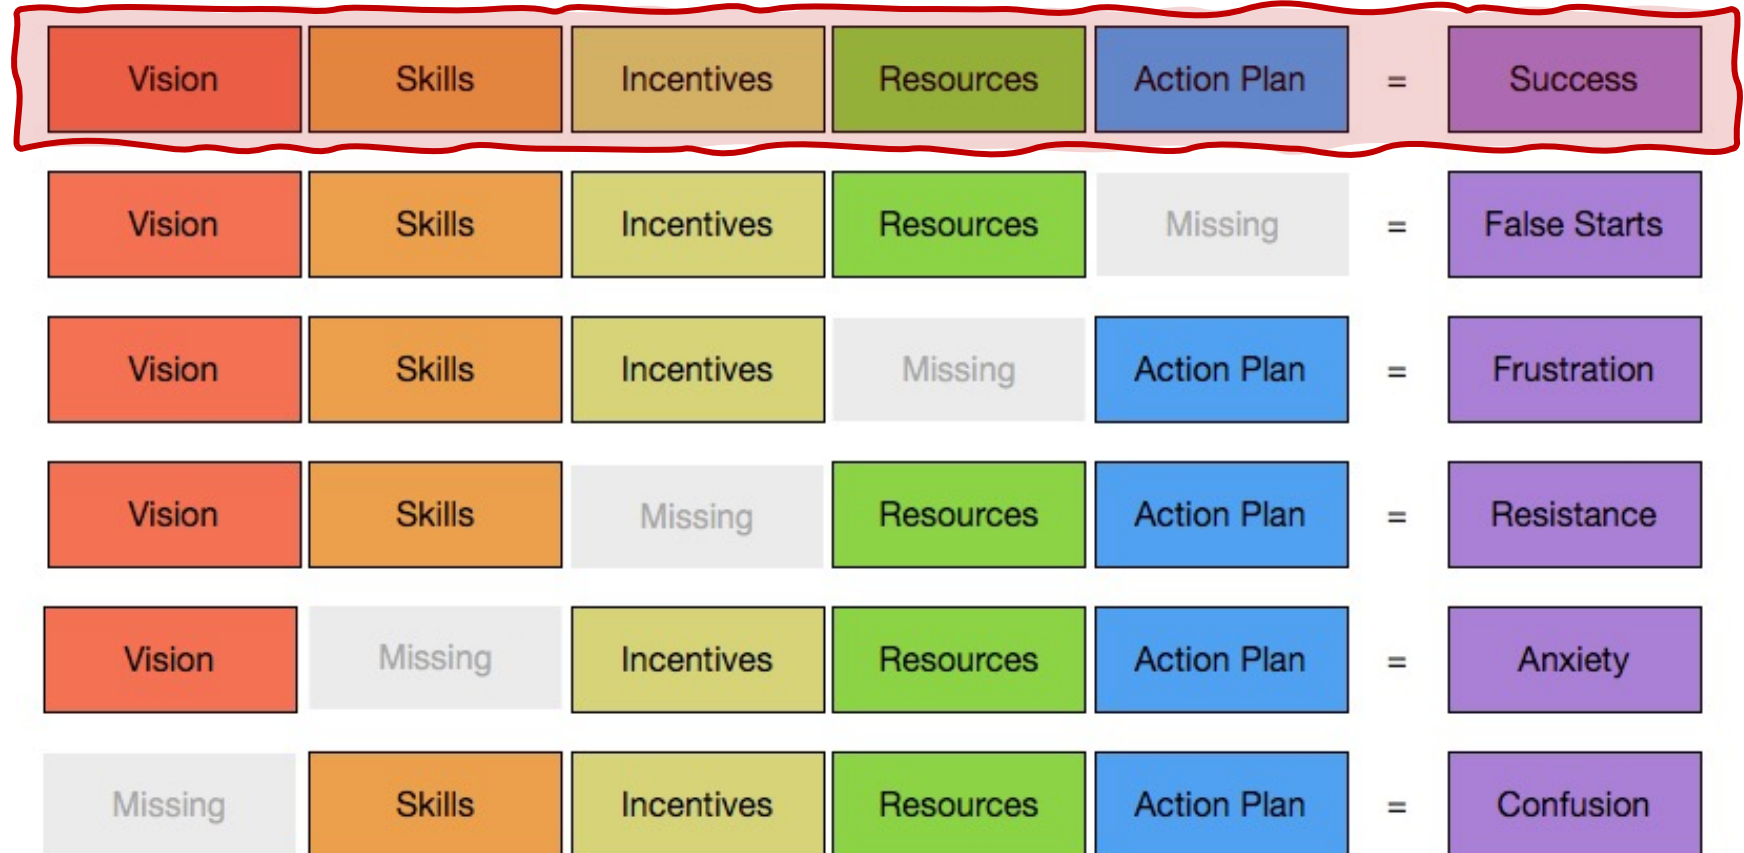 Vision Skills Incentives Resources Action Plan = Success
Vision Skills Incentives Resources Missing = False Starts
Vision Skills Incentives Missing Action Plan = Frustration
Vision Skills Missing Resources Action Plan = Resistance
Vision Missing Incentives Resources Action Plan = Anxiety
Missing Skills Incentives Resources Action Plan = Confusion